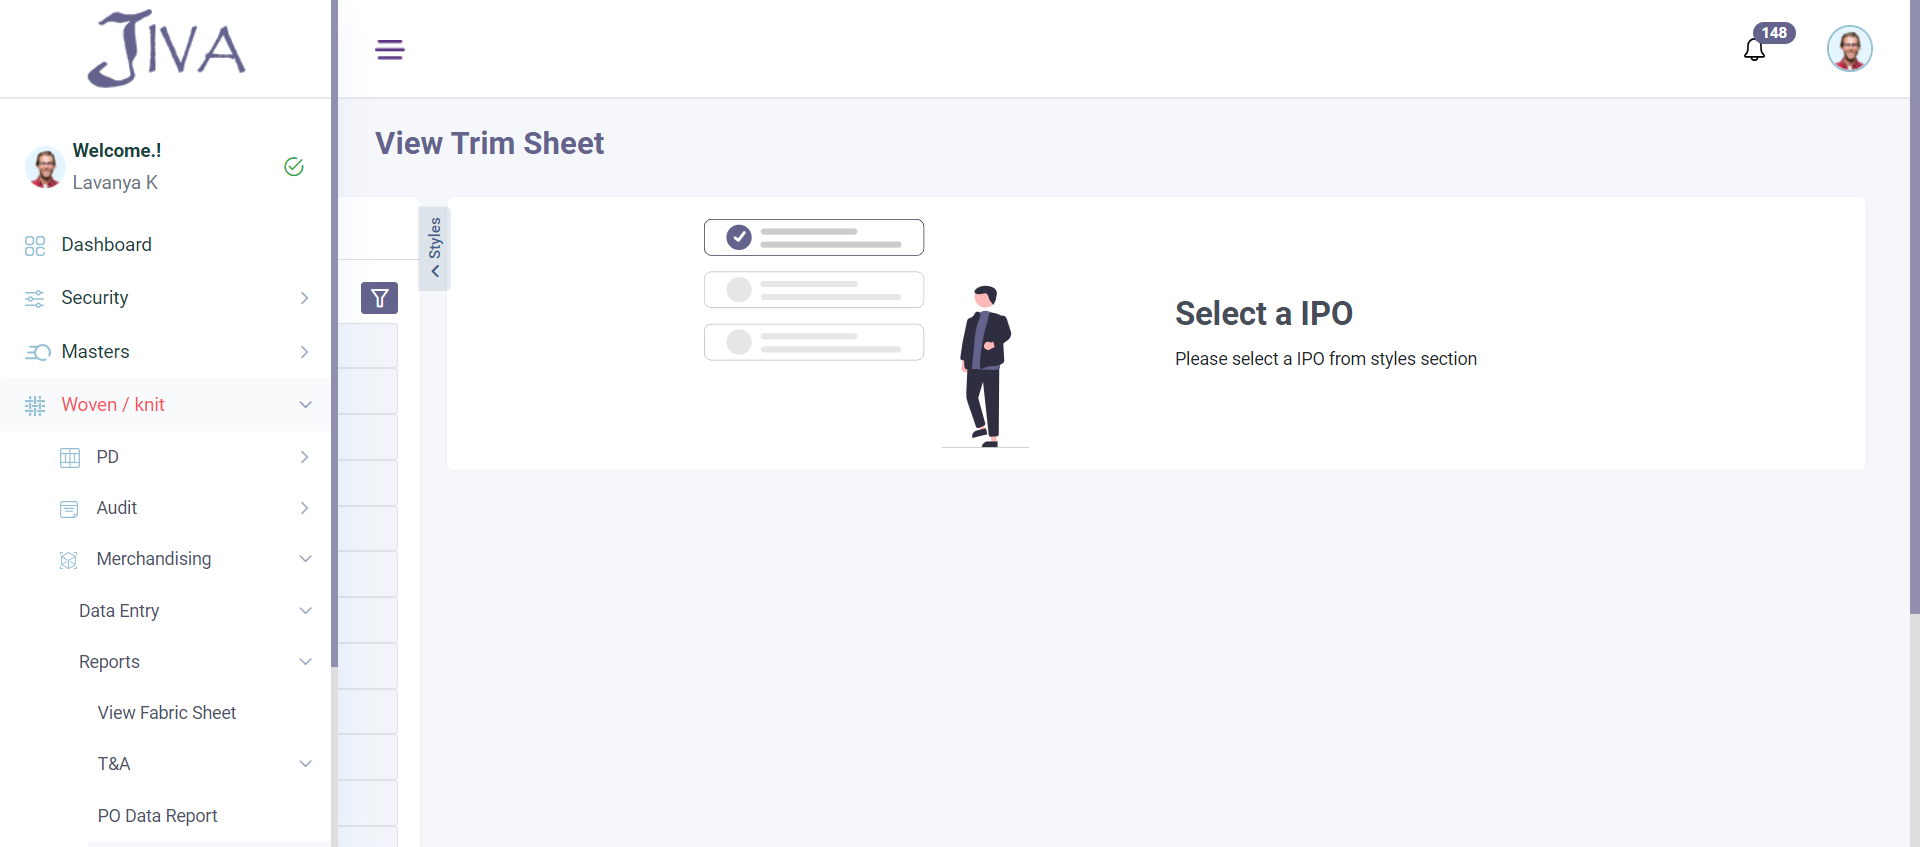 JIVA
148
Welcome.!
Lavanya K
Dashboard
Security
Masters
Woven / knit
PD
Audit
Merchandising
Data Entry
Reports
View Fabric Sheet
T&A
PO Data Report
View Trim Sheet
Styles
Select a IPO
Please select a IPO from styles section